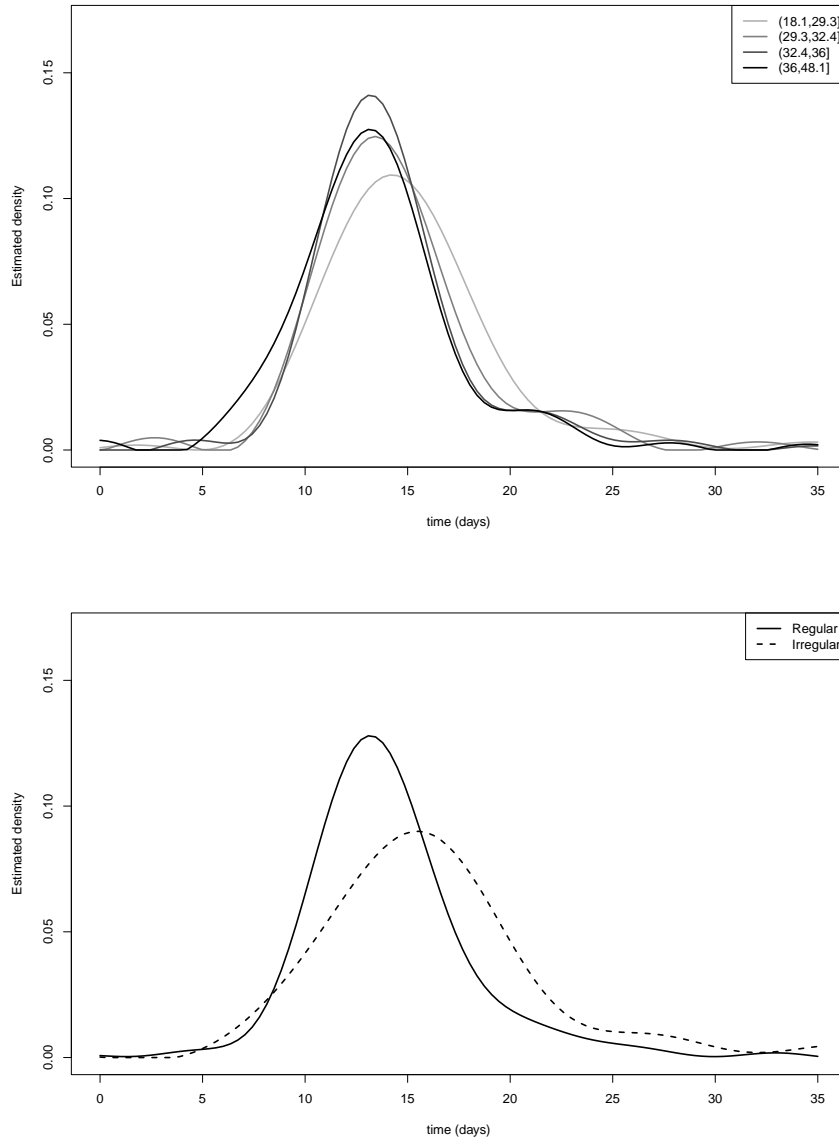 (18.1,29.3]
(29.3,32.4]
(32.4,36]
(36,48.1]
0.15
0.10
0.05
0.00
Estimated density
0 5 10 15 20 25 30 35
time (days)
Regular
Irregular
0.15
0.10
0.05
0.00
Estimated density
0 5 10 15 20 25 30 35
time (days)